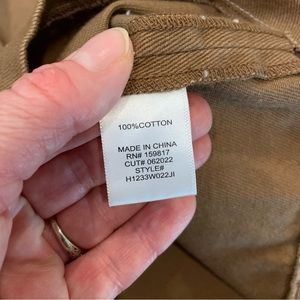 100%COTTON
MADE IN CHINA
RN# 159817
CUT# 062022
STYLE#
H1233W022JI